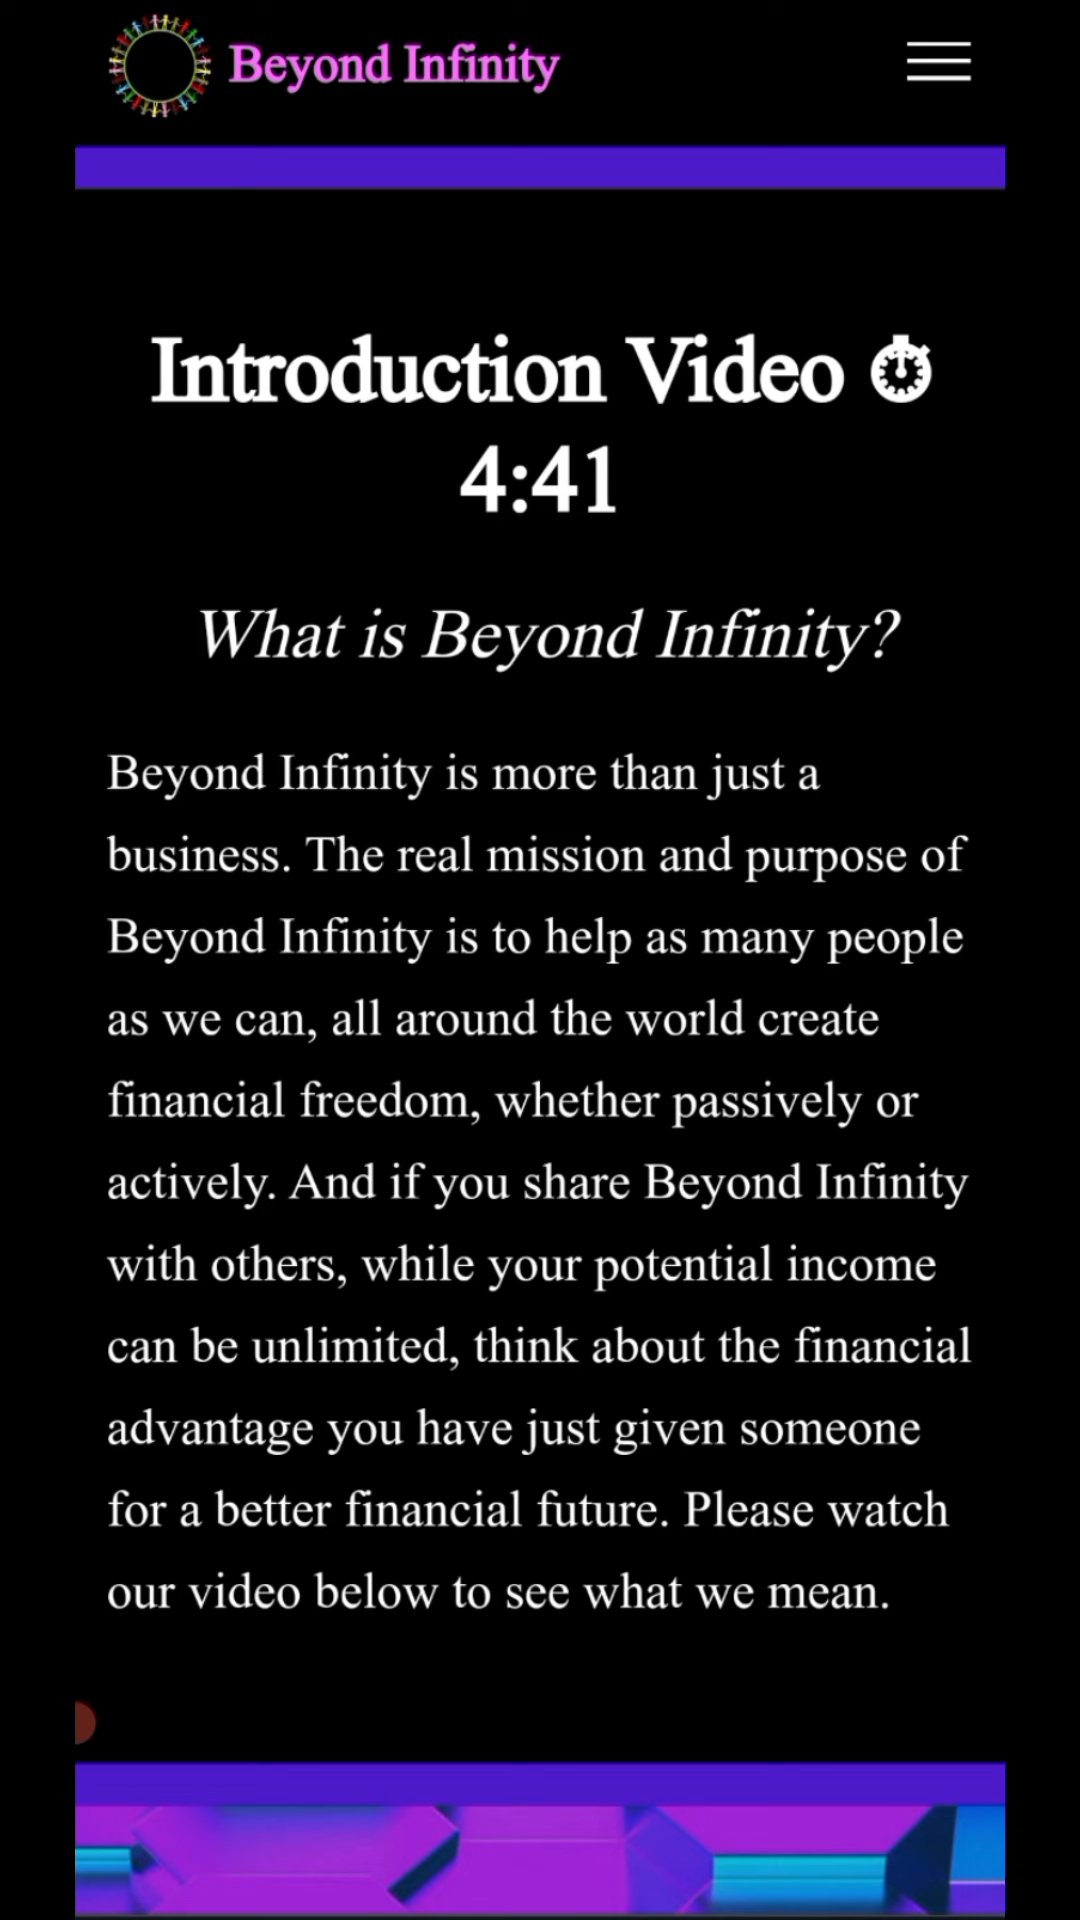 Beyond Infinity
Introduction Video ⏱
4:41
What is Beyond Infinity?
Beyond Infinity is more than just a
business. The real mission and purpose of
Beyond Infinity is to help as many people
as we can, all around the world create
financial freedom, whether passively or
actively. And if you share Beyond Infinity
with others, while your potential income
can be unlimited, think about the financial
advantage you have just given someone
for a better financial future. Please watch
our video below to see what we mean.